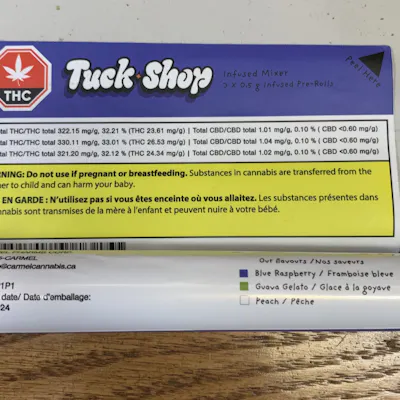 THC
Tuck Shop
Infused Mixer
3 X 0.5 g Infused Pre-Rolls
Peel Here
tal THC/THC total 322.15 mg/g, 32.21 % (THC 23.61 mg/g) | Total CBD/CBD total 1.01 mg/g, 0.10 % ( CBD <0.60 mg/g)
tal THC/THC total 330.11 mg/g, 33.01 % (THC 26.53 mg/g) | Total CBD/CBD total 1.04 mg/g, 0.10 % ( CBD <0.60 mg/g)
tal THC/THC total 321.20 mg/g, 32.12 % (THC 24.34 mg/g) | Total CBD/CBD total 1.02 mg/g, 0.10 % ( CBD <0.60 mg/g)
NING: Do not use if pregnant or breastfeeding. Substances in cannabis are transferred from the
her to child and can harm your baby.
EN GARDE : N'utilisez pas si vous êtes enceinte où vous allaitez. Les substances présentes dans
nnabis sont transmises de la mère à l'enfant et peuvent nuire à votre bébé.
-CARMEL
@carmelcannabis.ca
1P1
date/ Date d'emballage:
24
Our flavours / Nos saveurs
Blue Raspberry / Framboise bleue
Guava Gelato / Glace à la goyave
Peach / Pêche